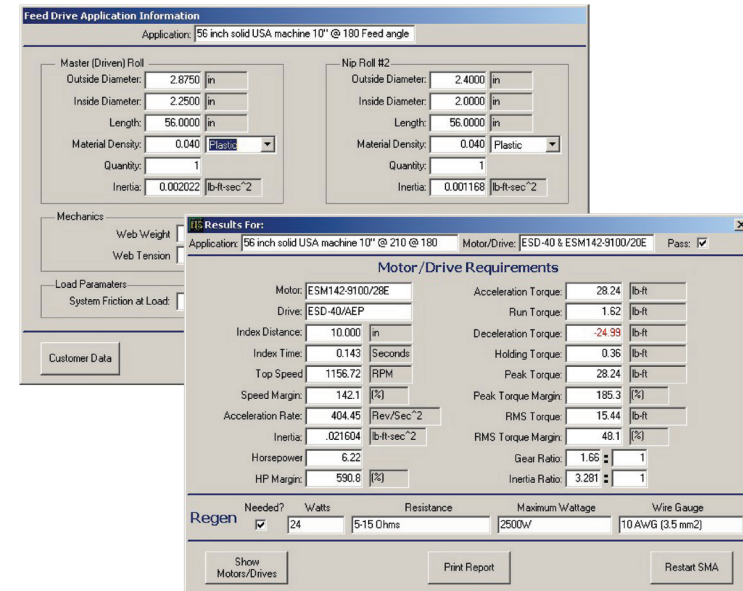 Feed Drive Application Information
Application: 56 inch solid USA machine 10" @ 180 Feed angle
Master (Driven) Roll
Outside Diameter: 2.8750 in
Inside Diameter: 2.2500 in
Length: 56.0000 in
Material Density: 0.040 Plastic
Quantity: 1
Inertia: 0.002022 lb-ft-sec^2
Nip Roll #2
Outside Diameter: 2.4000 in
Inside Diameter: 2.0000 in
Length: 56.0000 in
Material Density: 0.040 Plastic
Quantity: 1
Inertia: 0.001168 lb-ft-sec^2
Mechanics
Web Weight
Web Tension
Load Paramaters
System Friction at Load:
Customer Data
Results For:
Application: 56 inch solid USA machine 10" @ 210 @ 180 Motor/Drive: ESD-40 & ESM142-9100/20E Pass:
Motor/Drive Requirements
Motor: ESM142-9100/28E
Drive: ESD-40/AEP
Index Distance: 10.000 in
Index Time: 0.143 Seconds
Top Speed 1156.72 RPM
Speed Margin: 142.1 (%)
Acceleration Rate: 404.45 Rev/Sec^2
Inertia: .021604 lb-ft-sec^2
Horsepower 6.22
HP Margin: 590.8 (%)
Acceleration Torque: 28.24 lb-ft
Run Torque: 1.62 lb-ft
Deceleration Torque: -24.99 lb-ft
Holding Torque: 0.36 lb-ft
Peak Torque: 28.24 lb-ft
Peak Torque Margin: 185.3 (%)
RMS Torque: 15.44 lb-ft
RMS Torque Margin: 48.1 (%)
Gear Ratio: 1.66 : 1
Inertia Ratio: 3.281 : 1
Regen
Needed? Watts Resistance Maximum Wattage Wire Gauge
24 5-15 Ohms 2500W 10 AWG (3.5 mm2)
Show Motors/Drives
Print Report
Restart SMA